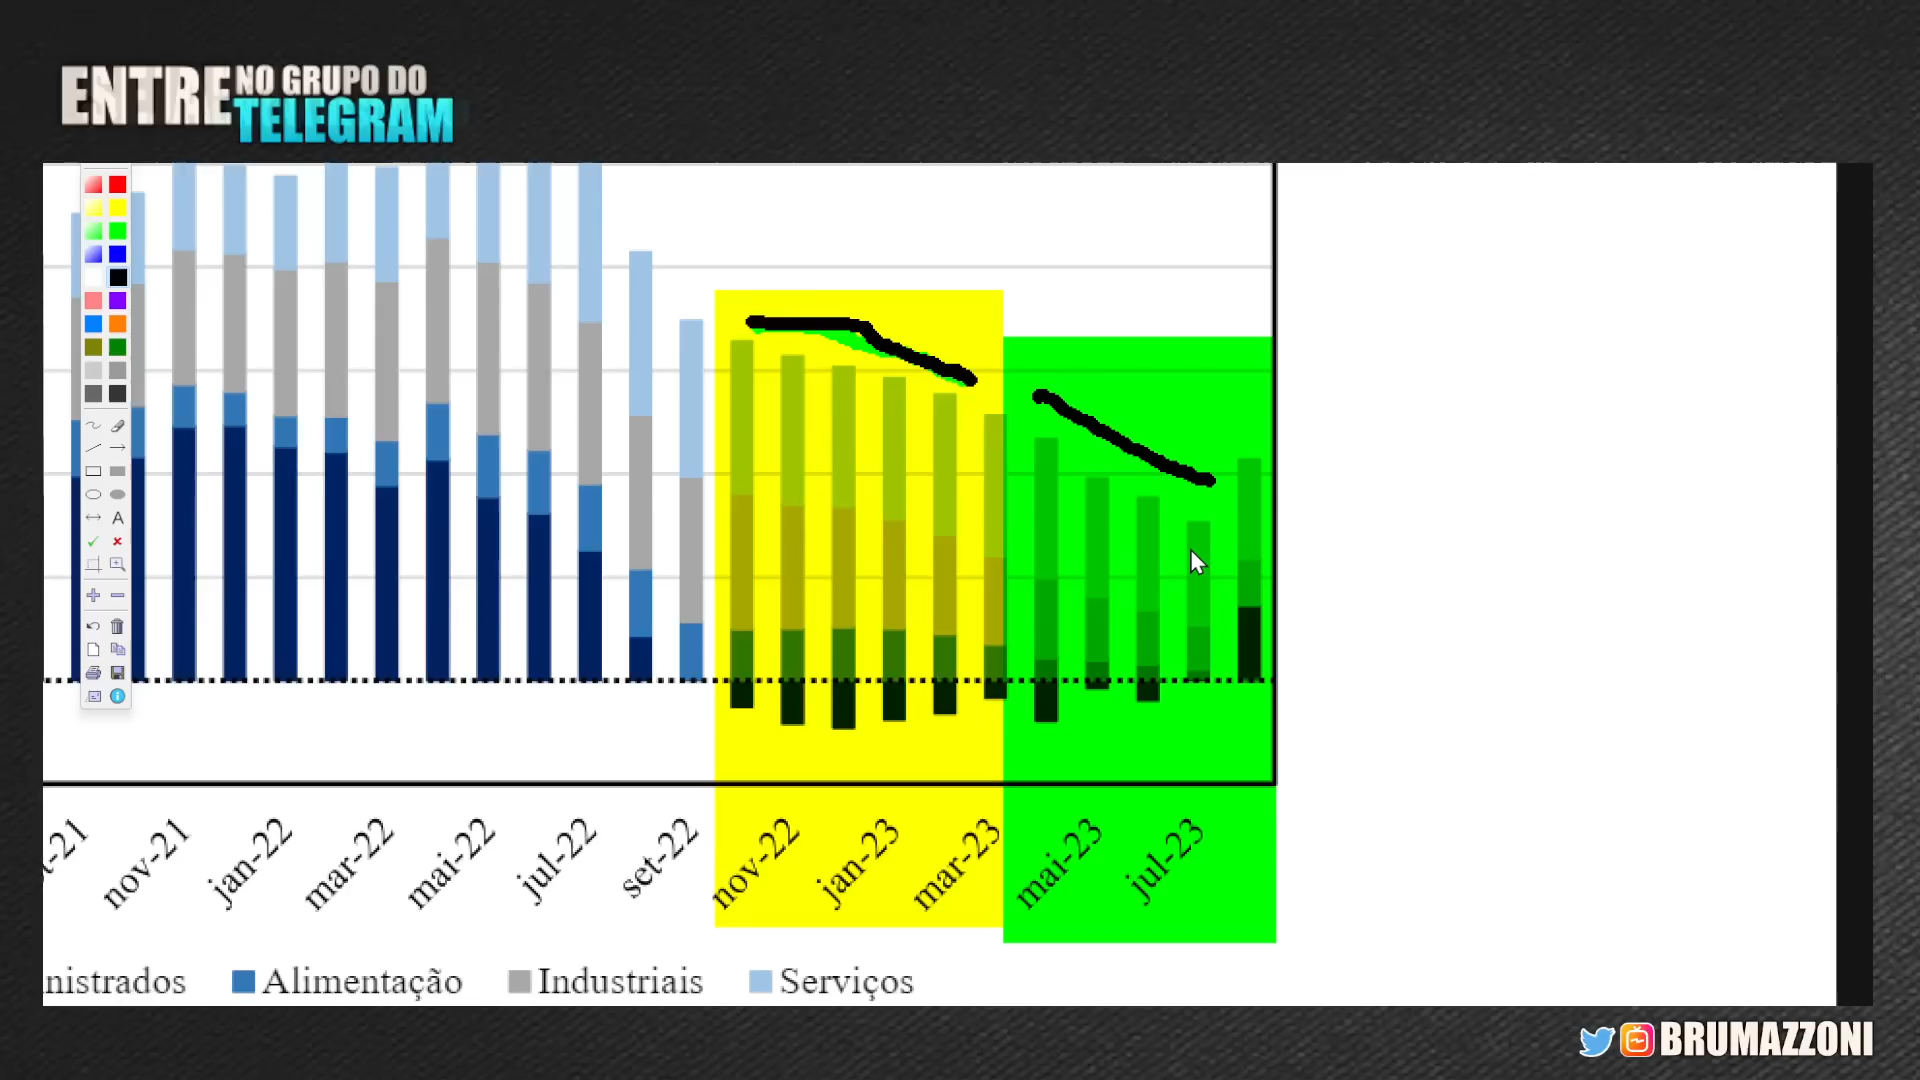 ENTRE NO GRUPO DO
TELEGRAM
A
t-21
nov-21
jan-22
mar-22
mai-22
jul-22
set-22
nov-22
jan-23
mar-23
mai-23
jul-23
nistrados
Alimentação
Industriais
Serviços
BRUMAZZONI